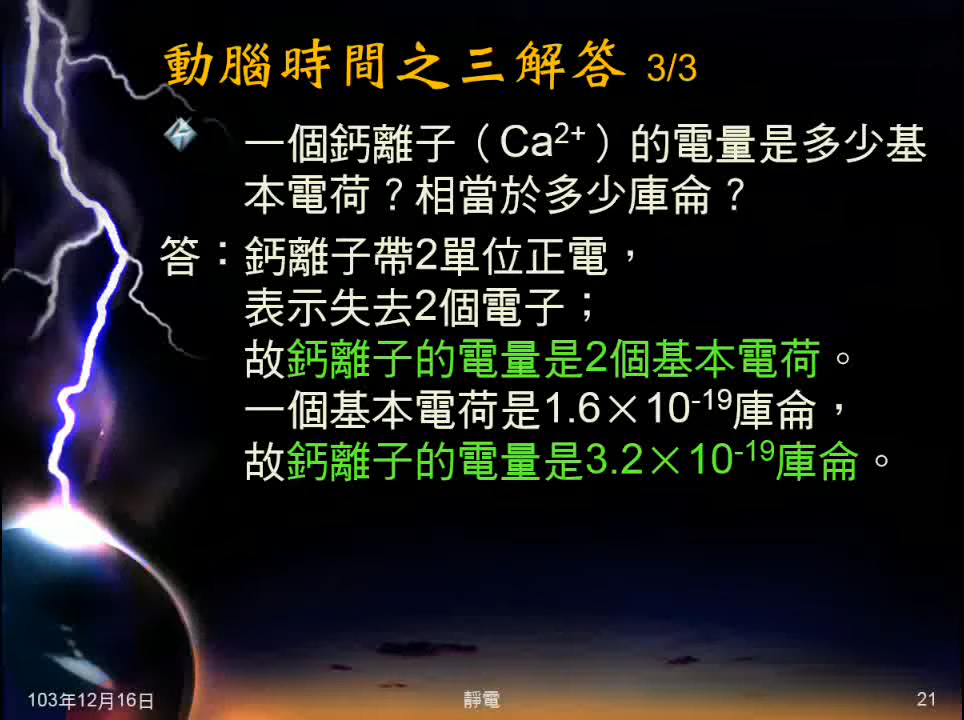 動腦時間之三解答 3/3
一個鈣離子（Ca²⁺）的電量是多少基
本電荷？相當於多少庫侖？
答：鈣離子帶2單位正電，
表示失去2個電子；
故鈣離子的電量是2個基本電荷。
一個基本電荷是1.6×10⁻¹⁹庫侖，
故鈣離子的電量是3.2×10⁻¹⁹庫侖。
103年12月16日
靜電
21